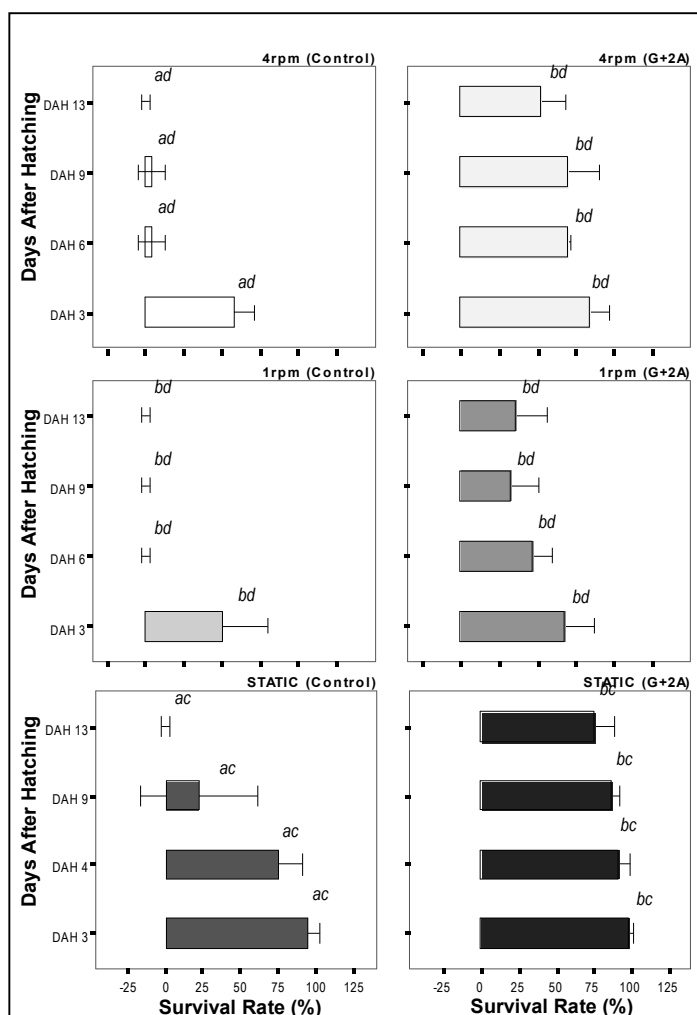 4rpm (Control)
4rpm (G+2A)
Days After Hatching
DAH 13
DAH 9
DAH 6
DAH 3
ad
ad
ad
ad
bd
bd
bd
bd
1rpm (Control)
1rpm (G+2A)
Days After Hatching
DAH 13
DAH 9
DAH 6
DAH 3
bd
bd
bd
bd
bd
bd
bd
bd
STATIC (Control)
STATIC (G+2A)
Days After Hatching
DAH 13
DAH 9
DAH 4
DAH 3
ac
ac
ac
ac
bc
bc
bc
bc
-25 0 25 50 75 100 125
-25 0 25 50 75 100 125
Survival Rate (%)
Survival Rate (%)